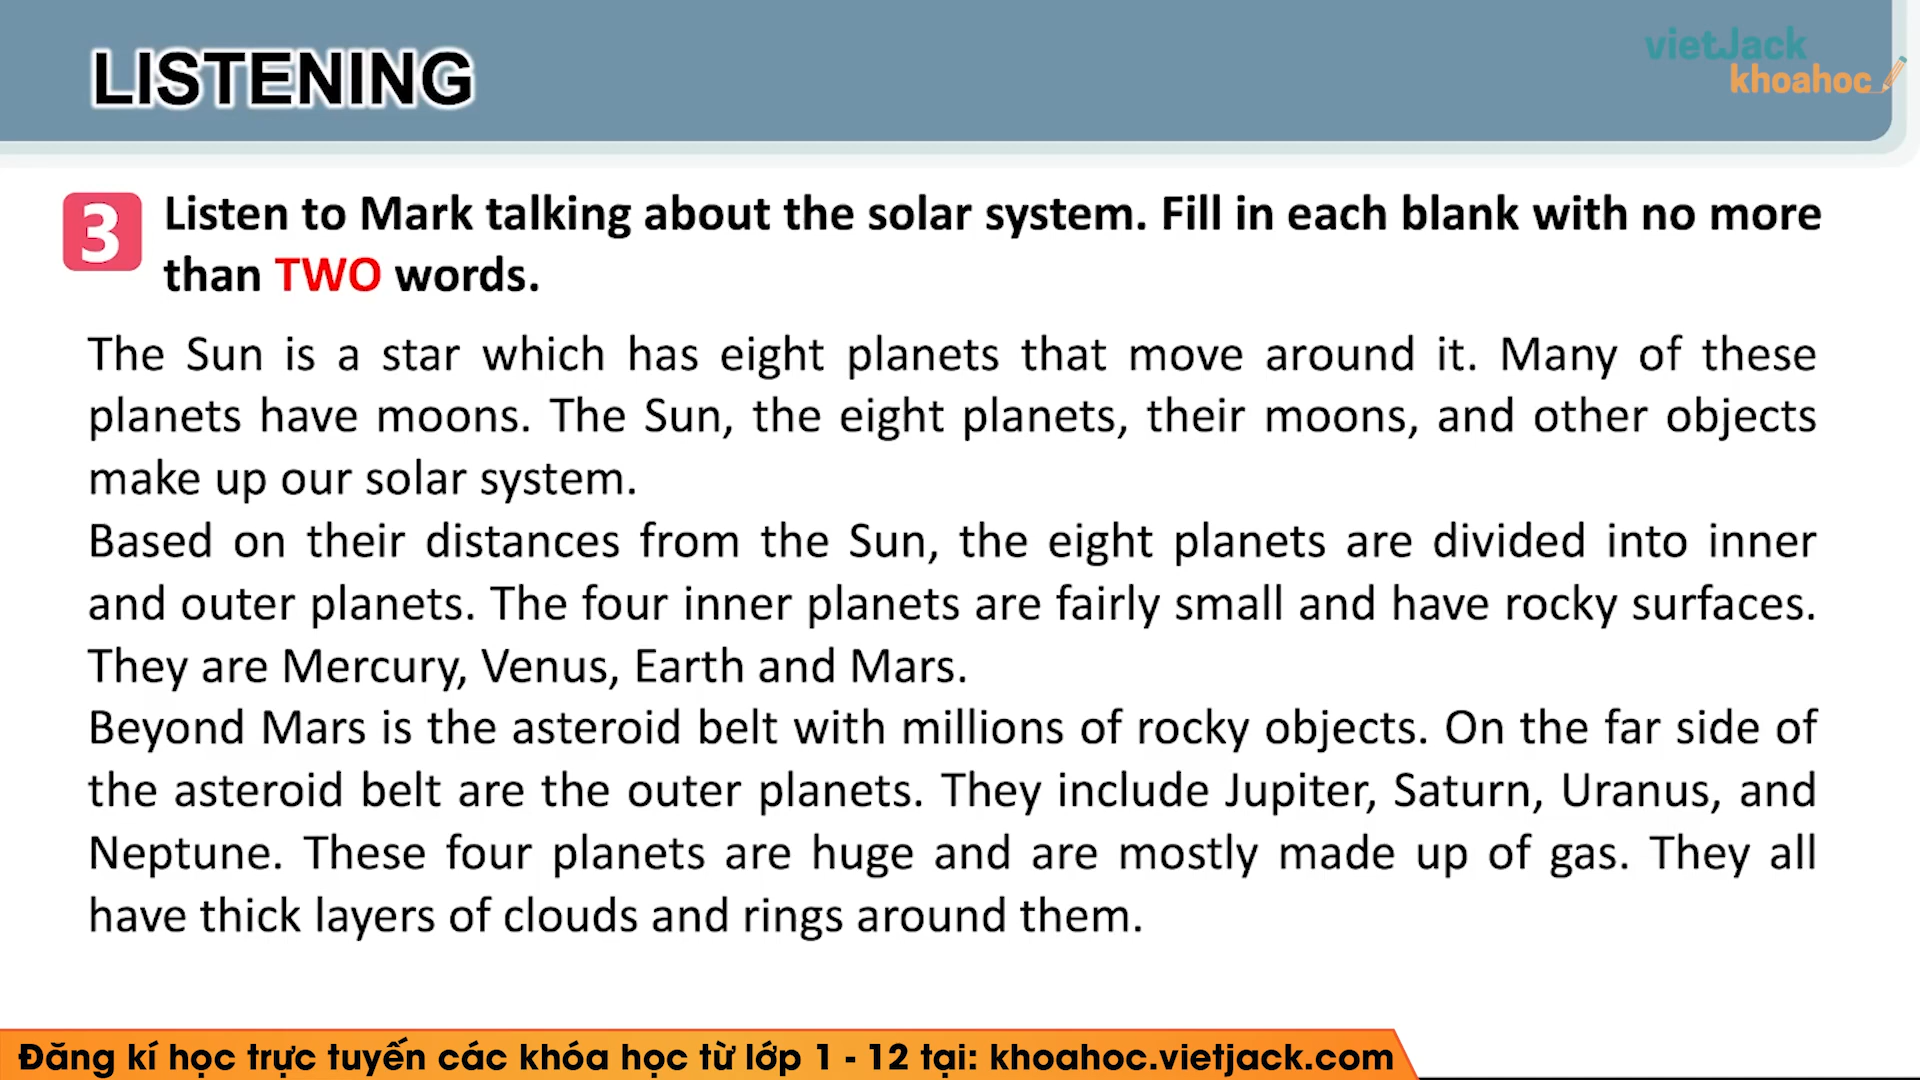 LISTENING
vietJack
khoahoc
3 Listen to Mark talking about the solar system. Fill in each blank with no more
than TWO words.
The Sun is a star which has eight planets that move around it. Many of these
planets have moons. The Sun, the eight planets, their moons, and other objects
make up our solar system.
Based on their distances from the Sun, the eight planets are divided into inner
and outer planets. The four inner planets are fairly small and have rocky surfaces.
They are Mercury, Venus, Earth and Mars.
Beyond Mars is the asteroid belt with millions of rocky objects. On the far side of
the asteroid belt are the outer planets. They include Jupiter, Saturn, Uranus, and
Neptune. These four planets are huge and are mostly made up of gas. They all
have thick layers of clouds and rings around them.
Đăng kí học trực tuyến các khóa học từ lớp 1 - 12 tại: khoahoc.vietjack.com